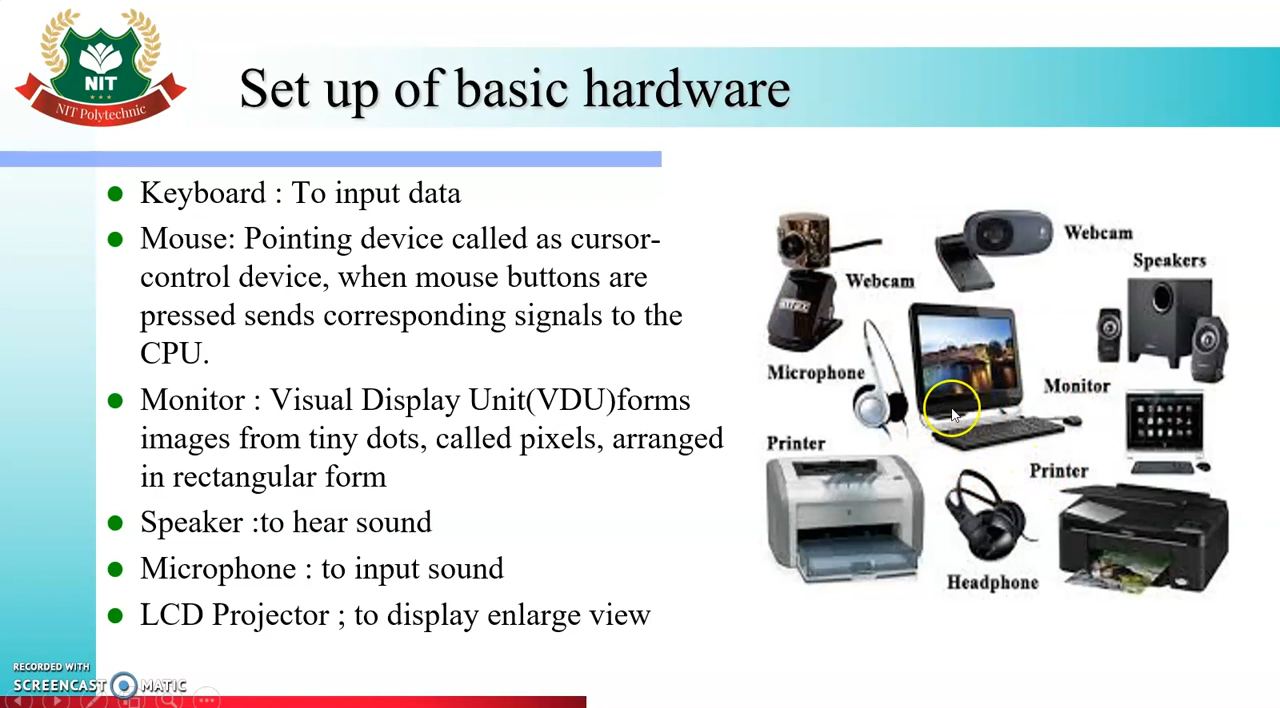 NIT
NIT Polytechnic
Set up of basic hardware
Keyboard : To input data
Mouse: Pointing device called as cursor-
control device, when mouse buttons are
pressed sends corresponding signals to the
CPU.
Monitor : Visual Display Unit(VDU)forms
images from tiny dots, called pixels, arranged
in rectangular form
Speaker :to hear sound
Microphone : to input sound
LCD Projector ; to display enlarge view
Webcam
Webcam
Speakers
Microphone
Monitor
Printer
Printer
Headphone
RECORDED WITH
SCREENCAST MATIC